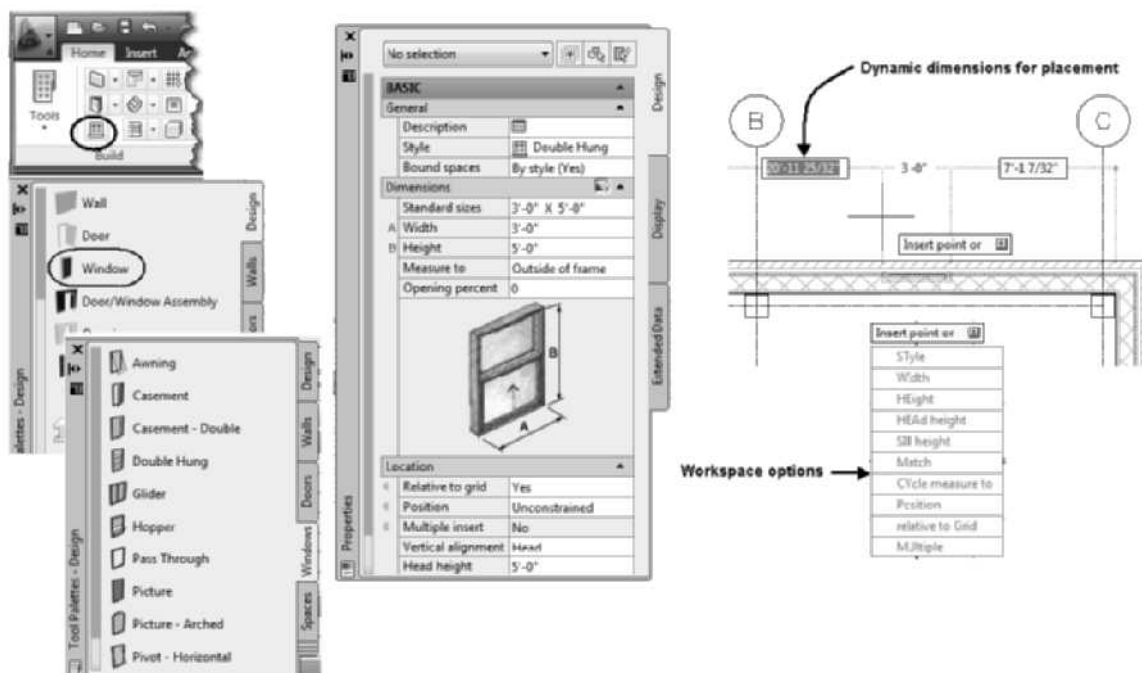 Home Insert
Tools
Build
Wall
Door
Window
Door/Window Assembly
Design
Walls
Awning
Casement
Casement - Double
Double Hung
Glider
Hopper
Pass Through
Picture
Picture - Arched
Pivot - Horizontal
Design
Walls
Doors
Windows
Spaces
Tool Palettes - Design
No selection
BASIC
General
Description
Style Double Hung
Bound spaces By style (Yes)
Dimensions
Standard sizes 3'-0" X 5'-0"
A Width 3'-0"
B Height 5'-0"
Measure to Outside of frame
Opening percent 0
B
A
Location
Relative to grid Yes
Position Unconstrained
Multiple insert No
Vertical alignment Head
Head height 5'-0"
Design
Display
Extended Data
Properties
Dynamic dimensions for placement
B
C
20'-11 25/32"
3'-0"
7'-1 7/32"
Insert point or
Insert point or
STyle
Width
HEight
HEAd height
SIll height
Match
CYcle measure to
Position
relative to Grid
MUltiple
Workspace options